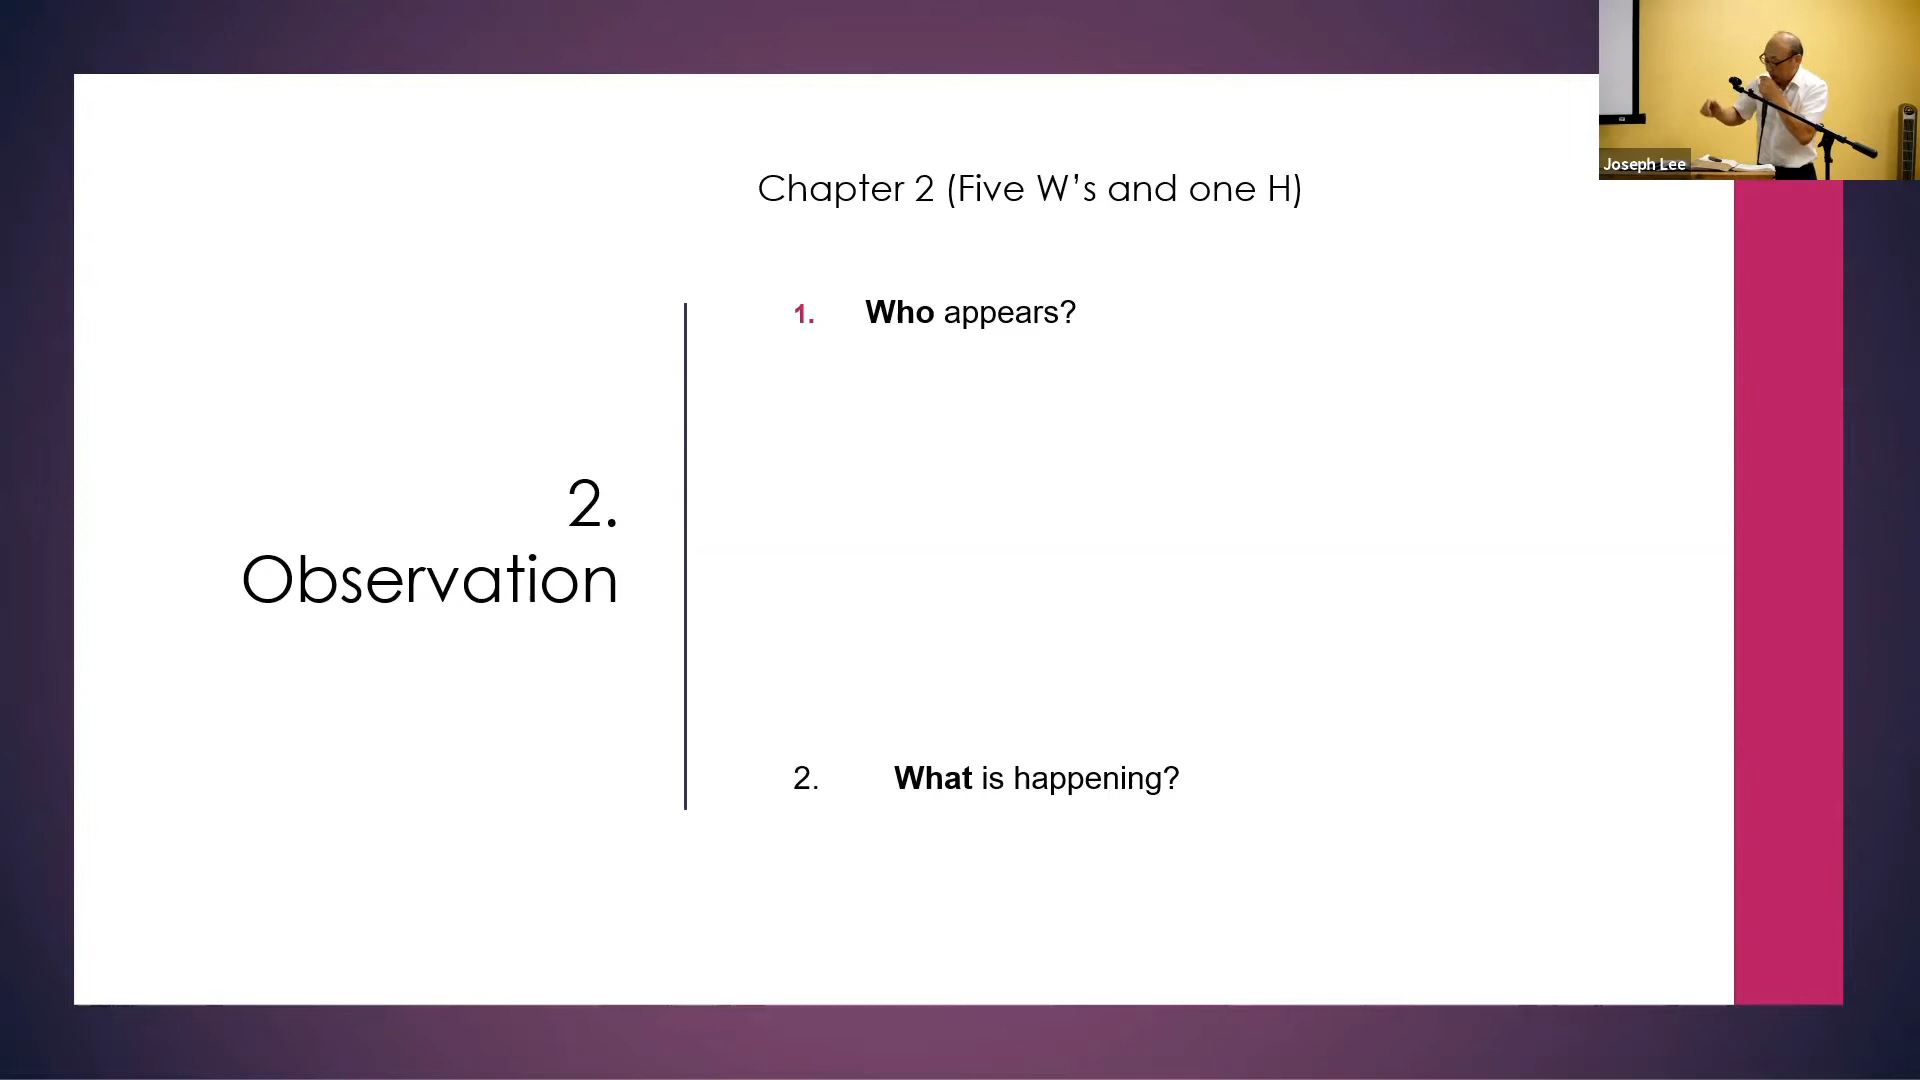 Chapter 2 (Five W’s and one H)
1. Who appears?
2.
Observation
2. What is happening?
Joseph Lee